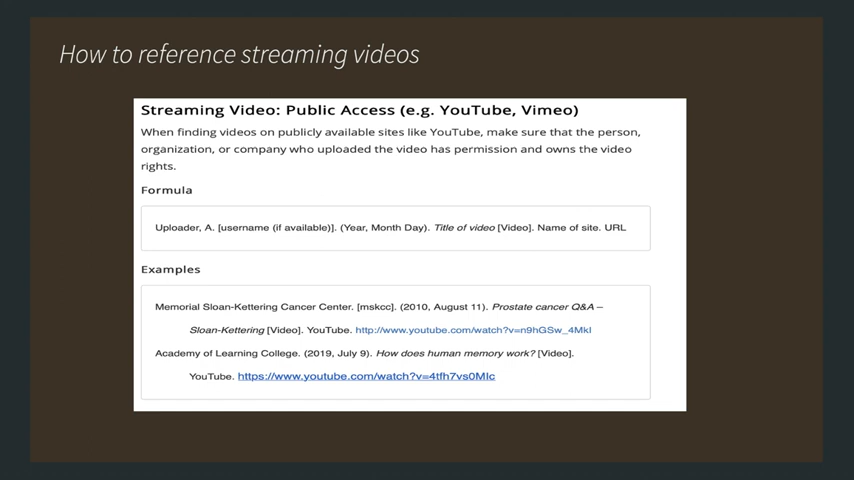 How to reference streaming videos
Streaming Video: Public Access (e.g. YouTube, Vimeo)
When finding videos on publicly available sites like YouTube, make sure that the person,
organization, or company who uploaded the video has permission and owns the video
rights.
Formula
Uploader, A. [username (if available)]. (Year, Month Day). Title of video [Video]. Name of site. URL
Examples
Memorial Sloan-Kettering Cancer Center. [mskcc]. (2010, August 11). Prostate cancer Q&A –
Sloan-Kettering [Video]. YouTube. http://www.youtube.com/watch?v=n9hGSw_4MkI
Academy of Learning College. (2019, July 9). How does human memory work? [Video].
YouTube. https://www.youtube.com/watch?v=4tfh7vs0MIc